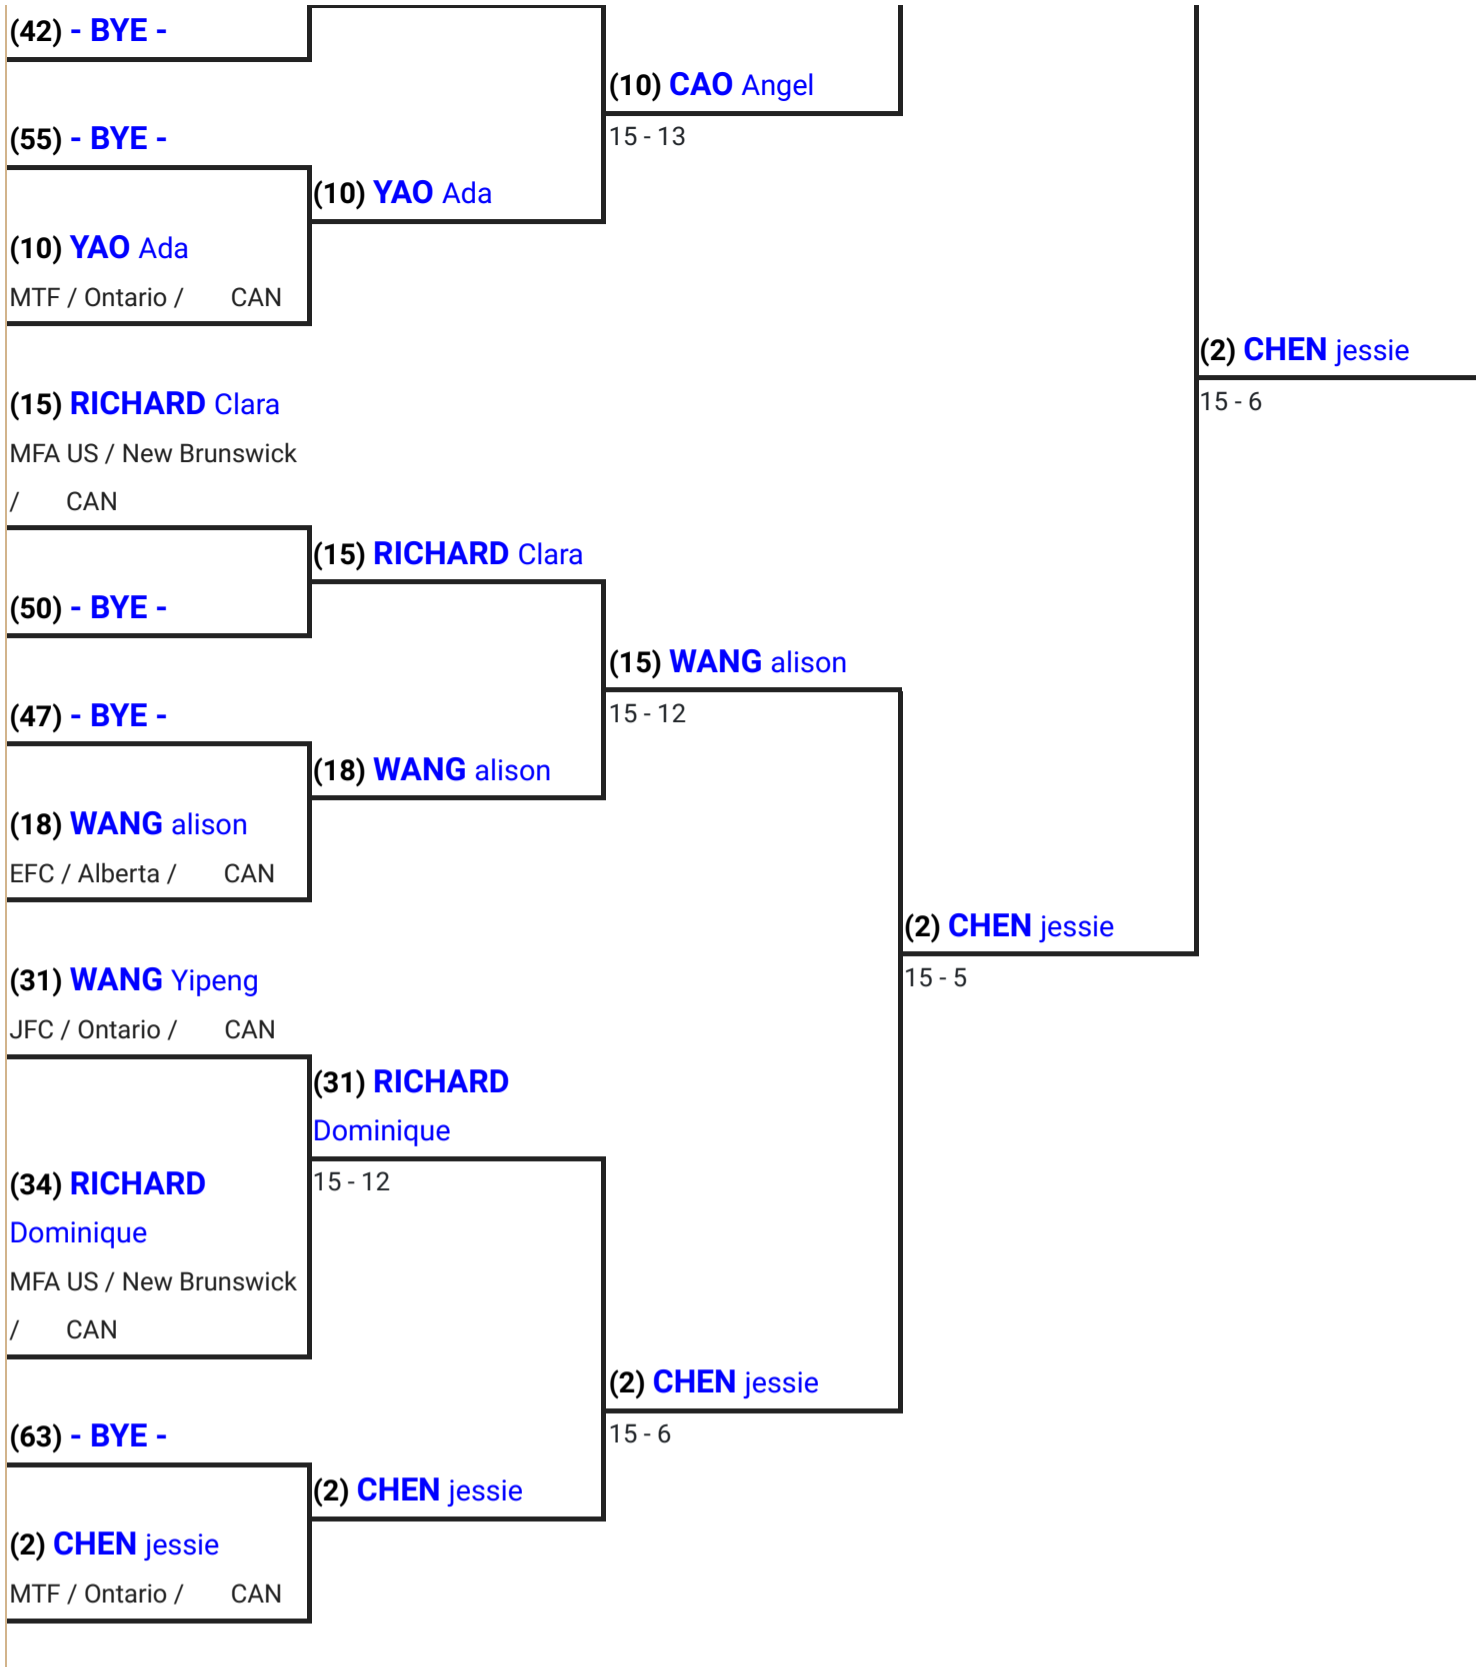 (42) - BYE -
(55) - BYE -
(10) YAO Ada
MTF / Ontario / CAN
(15) RICHARD Clara
MFA US / New Brunswick
/ CAN
(50) - BYE -
(47) - BYE -
(18) WANG alison
EFC / Alberta / CAN
(31) WANG Yipeng
JFC / Ontario / CAN
(34) RICHARD
Dominique
MFA US / New Brunswick
/ CAN
(63) - BYE -
(2) CHEN jessie
MTF / Ontario / CAN
(10) YAO Ada
(15) RICHARD Clara
(18) WANG alison
(31) RICHARD
Dominique
15 - 12
(2) CHEN jessie
(10) CAO Angel
15 - 13
(15) WANG alison
15 - 12
(2) CHEN jessie
15 - 6
(2) CHEN jessie
15 - 5
(2) CHEN jessie
15 - 6